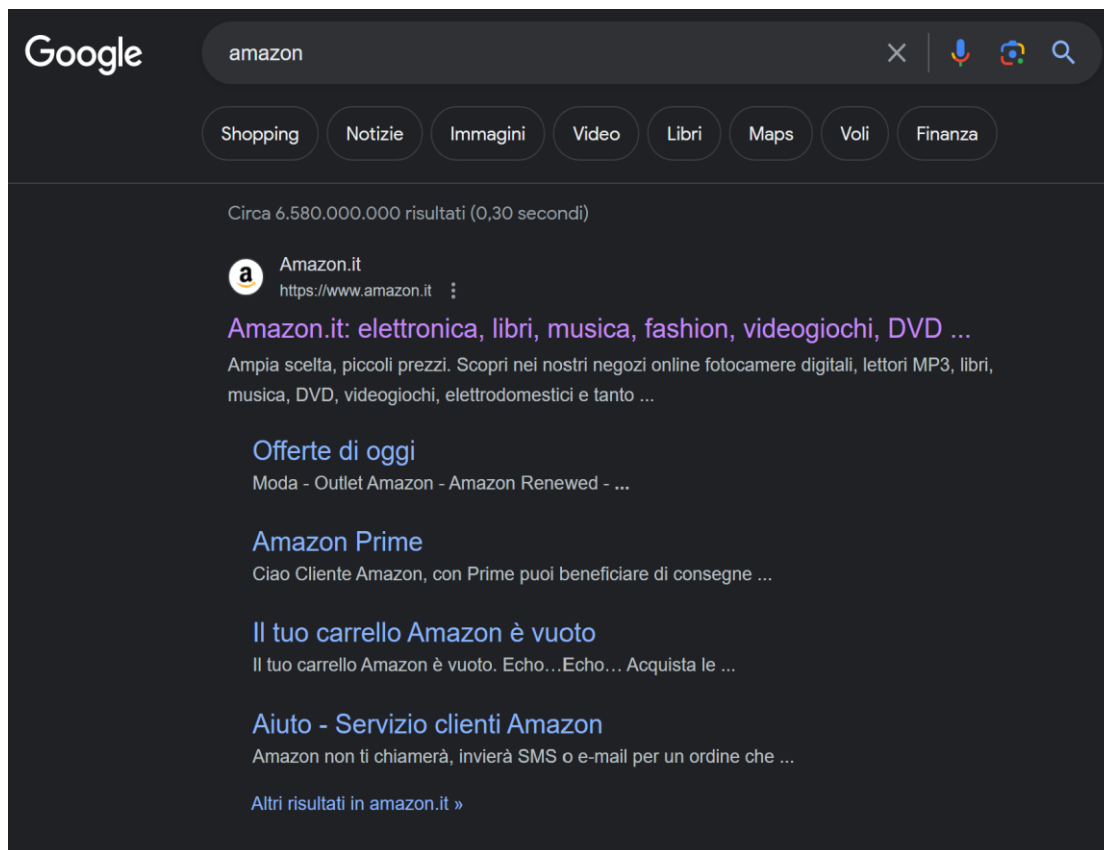 Google
amazon
Shopping Notizie Immagini Video Libri Maps Voli Finanza
Circa 6.580.000.000 risultati (0,30 secondi)
a
Amazon.it
https://www.amazon.it
Amazon.it: elettronica, libri, musica, fashion, videogiochi, DVD ...
Ampia scelta, piccoli prezzi. Scopri nei nostri negozi online fotocamere digitali, lettori MP3, libri,
musica, DVD, videogiochi, elettrodomestici e tanto ...
Offerte di oggi
Moda - Outlet Amazon - Amazon Renewed - ...
Amazon Prime
Ciao Cliente Amazon, con Prime puoi beneficiare di consegne ...
Il tuo carrello Amazon è vuoto
Il tuo carrello Amazon è vuoto. Echo…Echo… Acquista le ...
Aiuto - Servizio clienti Amazon
Amazon non ti chiamerà, invierà SMS o e-mail per un ordine che ...
Altri risultati in amazon.it »